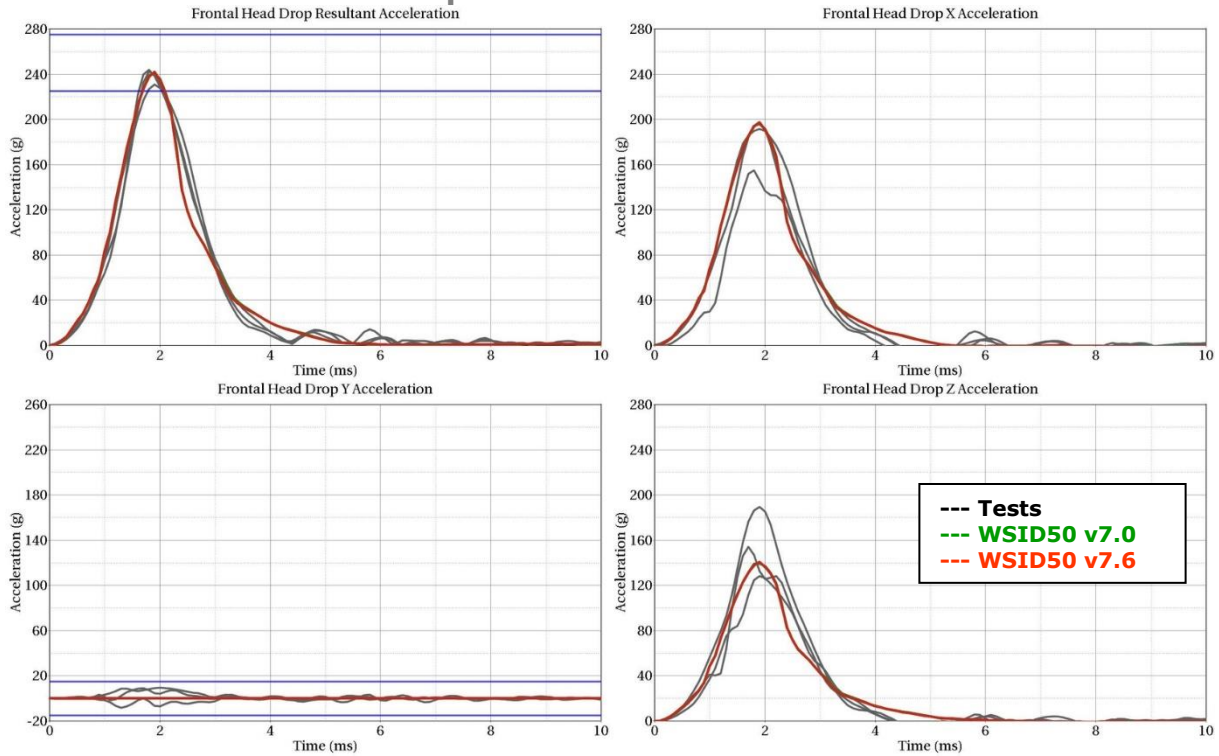 Frontal Head Drop Resultant Acceleration
280
240
200
160
120
80
40
0
Acceleration (g)
0 2 4 6 8 10
Time (ms)
Frontal Head Drop X Acceleration
280
240
200
160
120
80
40
0
Acceleration (g)
0 2 4 6 8 10
Time (ms)
Frontal Head Drop Y Acceleration
260
220
180
140
100
60
20
-20
Acceleration (g)
0 2 4 6 8 10
Time (ms)
Frontal Head Drop Z Acceleration
280
240
200
160
120
80
40
0
Acceleration (g)
0 2 4 6 8 10
Time (ms)
--- Tests
--- WSID50 v7.0
--- WSID50 v7.6